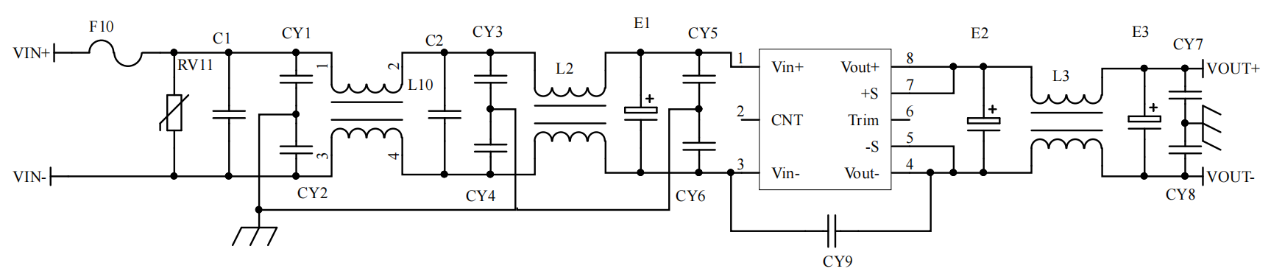 F10
C1
CY1
C2
CY3
E1
CY5
E2
E3
CY7
VIN+
RV11
1
2
L10
L2
1
Vin+
Vout+
8
L3
VOUT+
+S
7
2
CNT
Trim
6
-S
5
3
4
VIN-
CY2
CY4
CY6
3
Vin-
Vout-
4
CY8
VOUT-
CY9
+
+
+